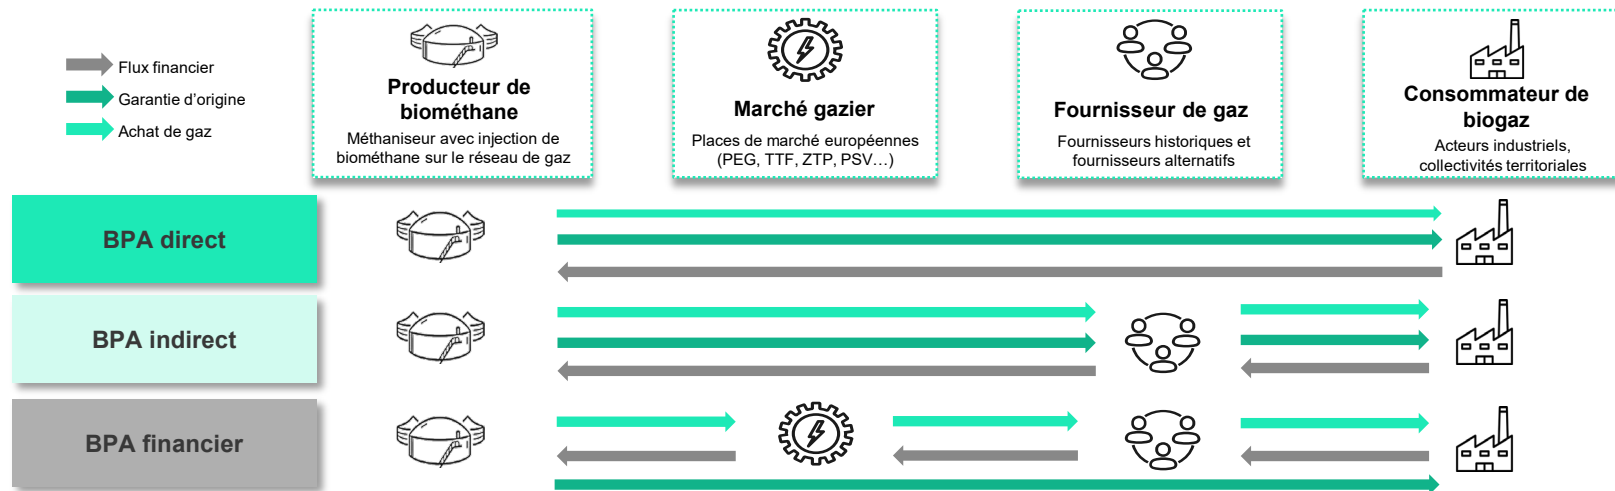 Flux financier
Garantie d'origine
Achat de gaz
Producteur de
biométhane
Méthaniseur avec injection de
biométhane sur le réseau de gaz
Marché gazier
Places de marché européennes
(PEG, TTF, ZTP, PSV…)
Fournisseur de gaz
Fournisseurs historiques et
fournisseurs alternatifs
Consommateur de
biogaz
Acteurs industriels,
collectivités territoriales
BPA direct
BPA indirect
BPA financier